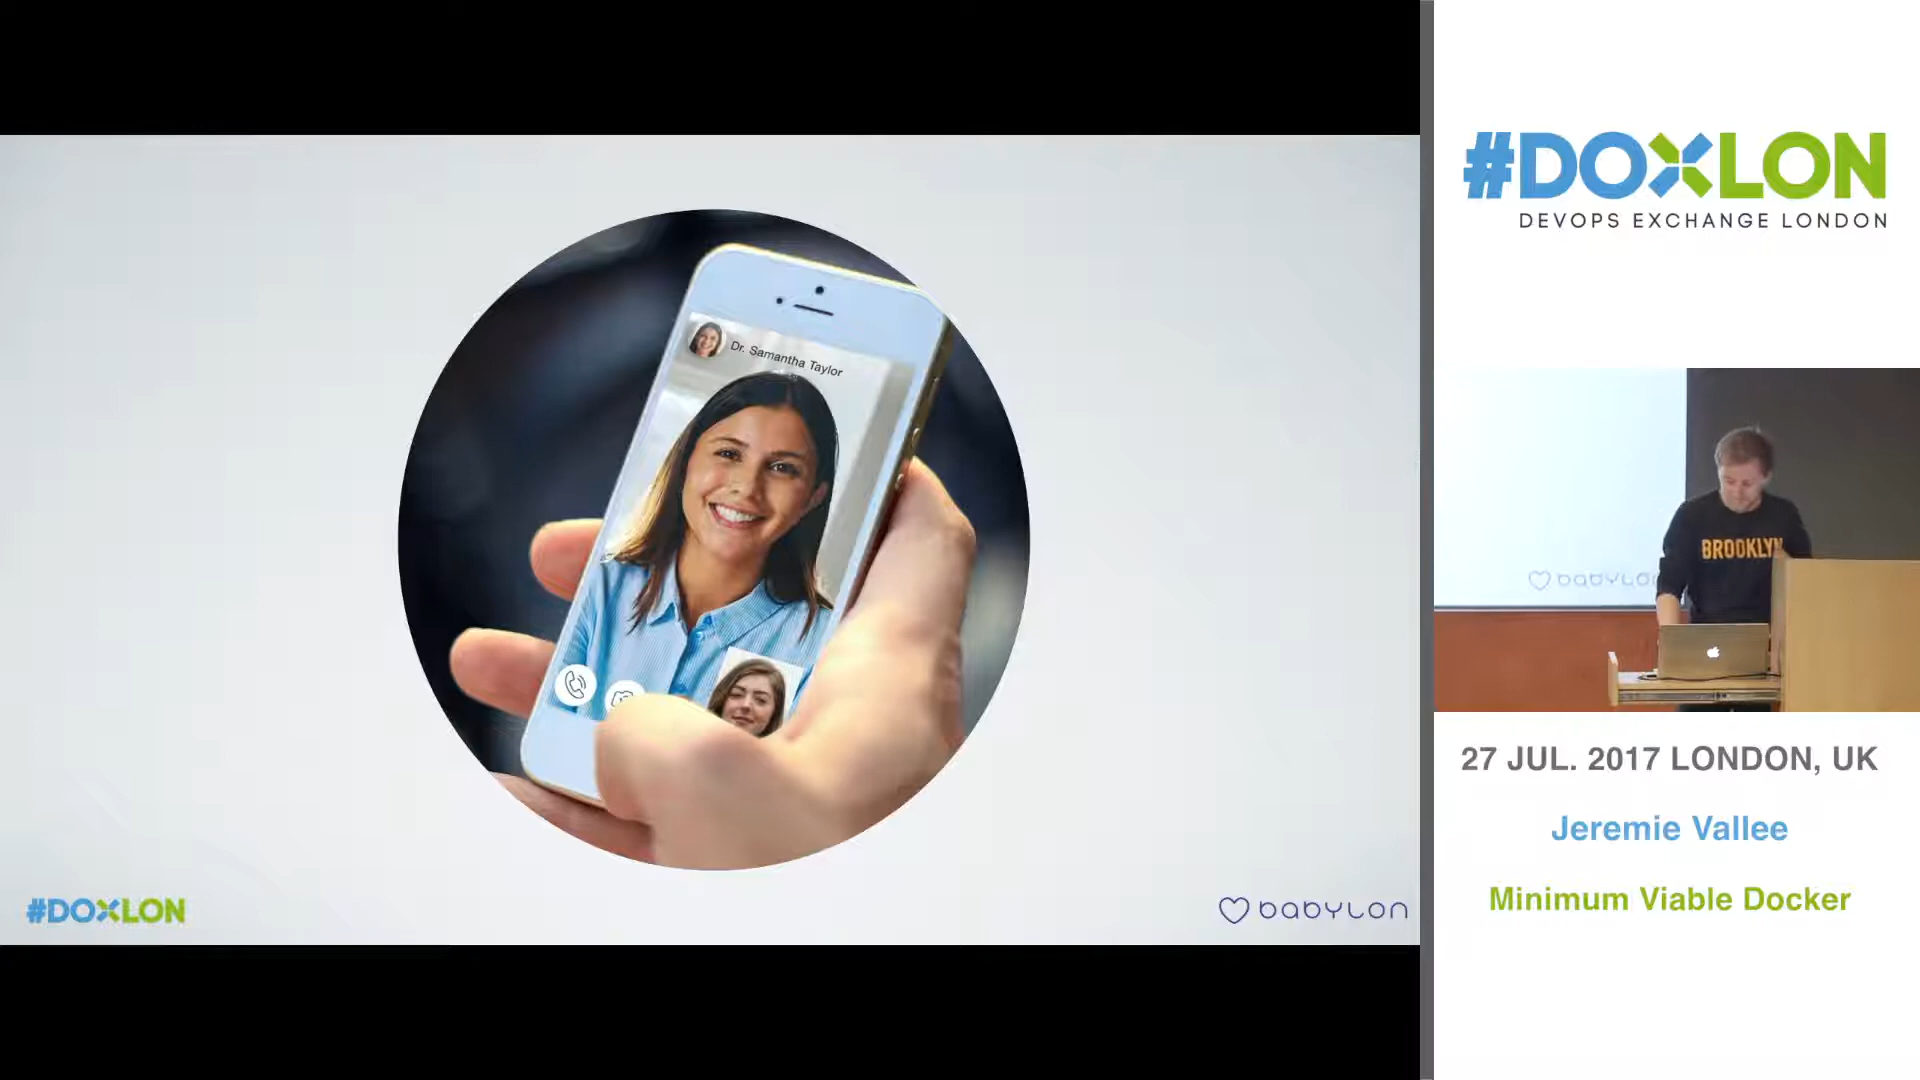 Dr. Samantha Taylor
#DOXLON
babylon
#DOXLON
DEVOPS EXCHANGE LONDON
BROOKLYN
babylon
27 JUL. 2017 LONDON, UK
Jeremie Vallee
Minimum Viable Docker